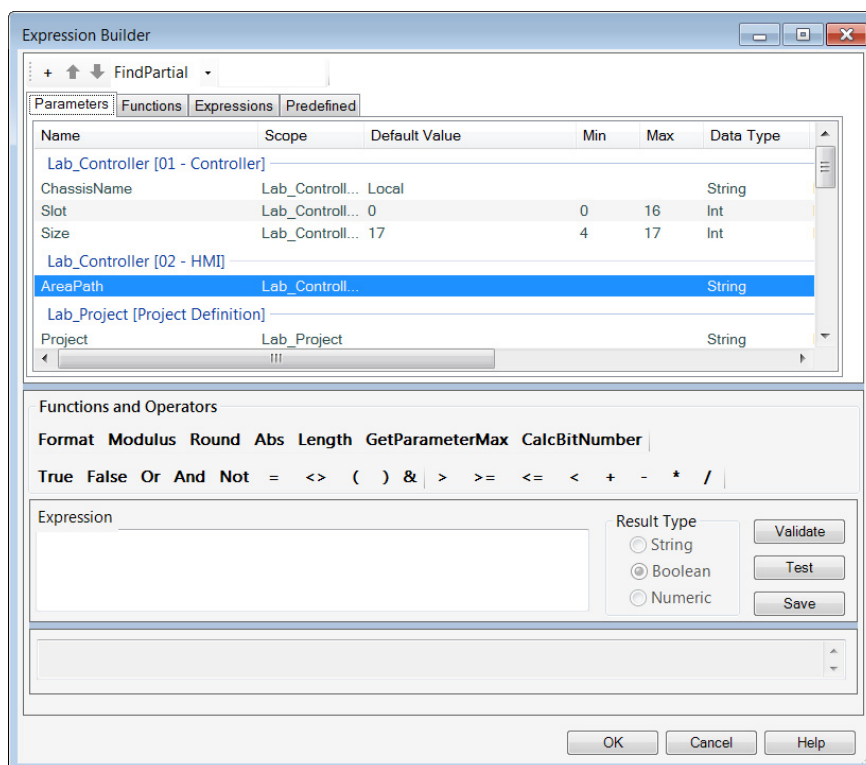 Expression Builder
+ FindPartial
Parameters Functions Expressions Predefined
Name Scope Default Value Min Max Data Type
Lab_Controller [01 - Controller]
ChassisName Lab_Controll... Local String
Slot Lab_Controll... 0 0 16 Int
Size Lab_Controll... 17 4 17 Int
Lab_Controller [02 - HMI]
AreaPath Lab_Controll... String
Lab_Project [Project Definition]
Project Lab_Project String
Functions and Operators
Format Modulus Round Abs Length GetParameterMax CalcBitNumber
True False Or And Not = <> ( ) & > >= <= < + - * /
Expression
Result Type
Validate
String
Boolean
Test
Numeric
Save
OK Cancel Help